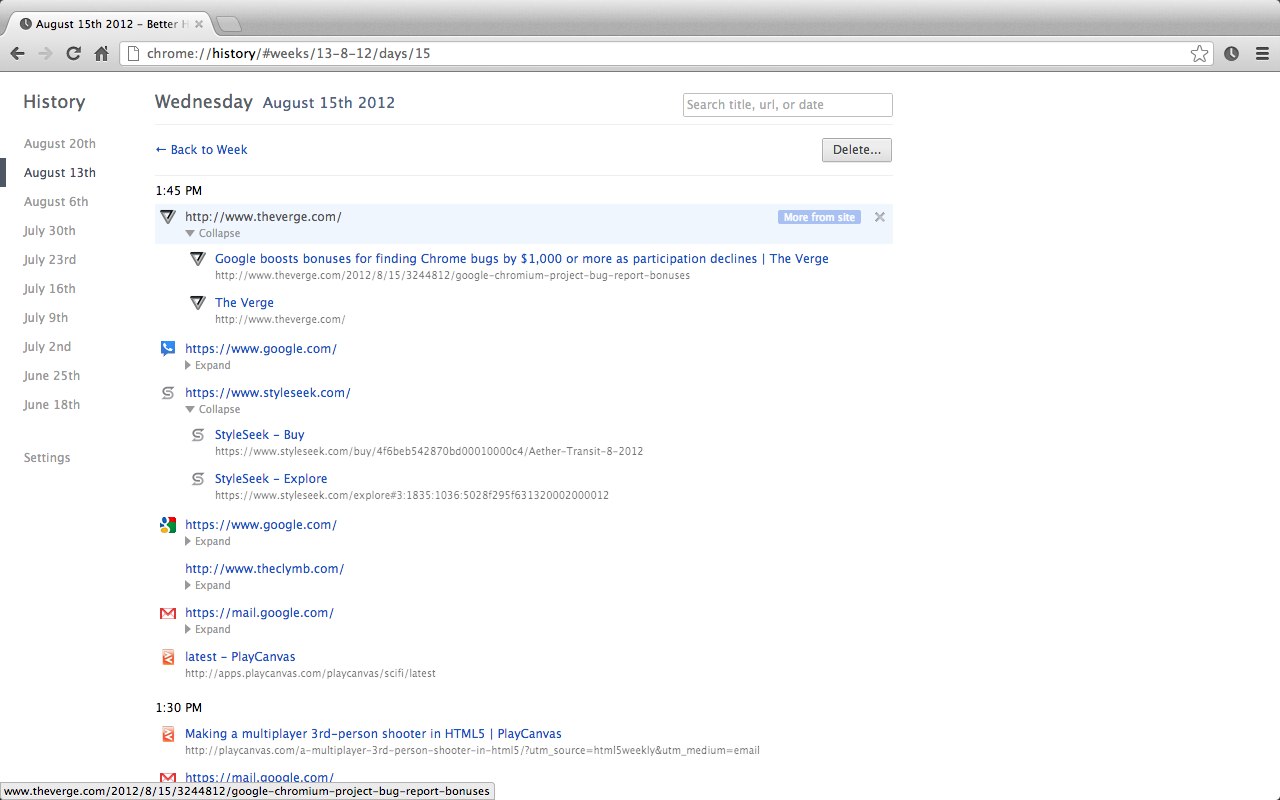 August 15th 2012 – Better H
chrome://history/#weeks/13-8-12/days/15
History
Wednesday August 15th 2012
Search title, url, or date
August 20th
August 13th
August 6th
July 30th
July 23rd
July 16th
July 9th
July 2nd
June 25th
June 18th
Settings
← Back to Week
Delete...
1:45 PM
http://www.theverge.com/
More from site
Collapse
Google boosts bonuses for finding Chrome bugs by $1,000 or more as participation declines | The Verge
http://www.theverge.com/2012/8/15/3244812/google-chromium-project-bug-report-bonuses
The Verge
http://www.theverge.com/
https://www.google.com/
Expand
https://www.styleseek.com/
Collapse
StyleSeek – Buy
https://www.styleseek.com/buy/4f6beb542870bd00010000c4/Aether-Transit-8-2012
StyleSeek – Explore
https://www.styleseek.com/explore#3:1835:1036:5028f295f631320002000012
https://www.google.com/
Expand
http://www.theclymb.com/
Expand
https://mail.google.com/
Expand
latest – PlayCanvas
http://apps.playcanvas.com/playcanvas/scifi/latest
1:30 PM
Making a multiplayer 3rd-person shooter in HTML5 | PlayCanvas
http://playcanvas.com/a-multiplayer-3rd-person-shooter-in-html5/?utm_source=html5weekly&utm_medium=email
https://mail.google.com/
www.theverge.com/2012/8/15/3244812/google-chromium-project-bug-report-bonuses